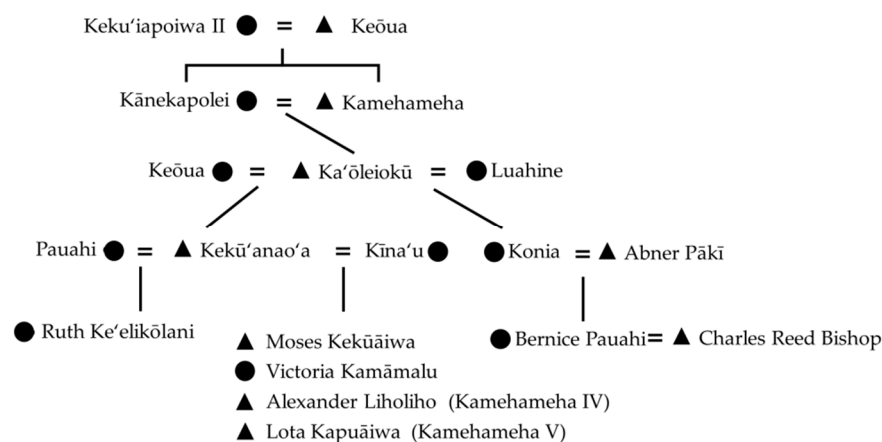 Keku‘iapoiwa II = Keōua
Kānekapolei = Kamehameha
Keōua = Ka‘ōleiokū = Luahine
Pauahi = Kekū‘anao‘a = Kīna‘u Konia = Abner Pākī
Ruth Ke‘elikōlani
Moses Kekūāiwa
Bernice Pauahi = Charles Reed Bishop
Victoria Kamāmalu
Alexander Liholiho (Kamehameha IV)
Lota Kapuāiwa (Kamehameha V)